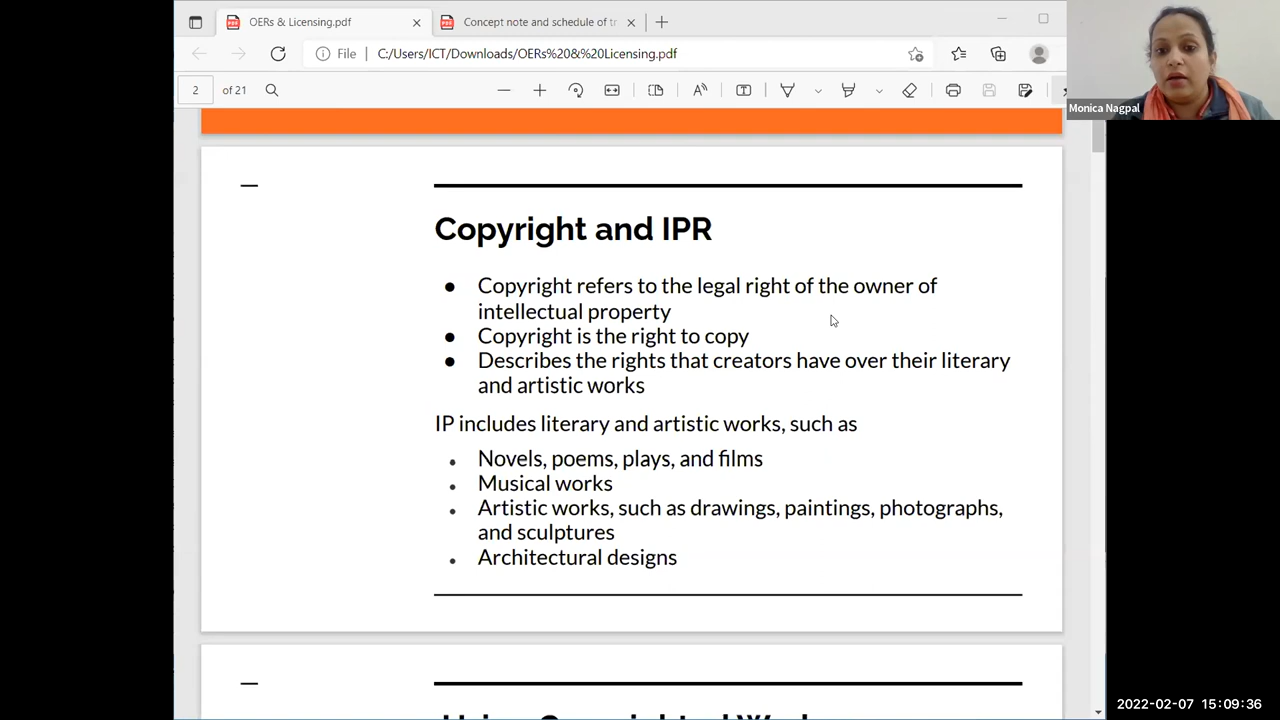 OERs & Licensing.pdf
Concept note and schedule of tr
File
C:/Users/ICT/Downloads/OERs%20&%20Licensing.pdf
2 of 21
Monica Nagpal
Copyright and IPR
● Copyright refers to the legal right of the owner of
intellectual property
● Copyright is the right to copy
● Describes the rights that creators have over their literary
and artistic works
IP includes literary and artistic works, such as
• Novels, poems, plays, and films
• Musical works
• Artistic works, such as drawings, paintings, photographs,
and sculptures
• Architectural designs
2022-02-07 15:09:36